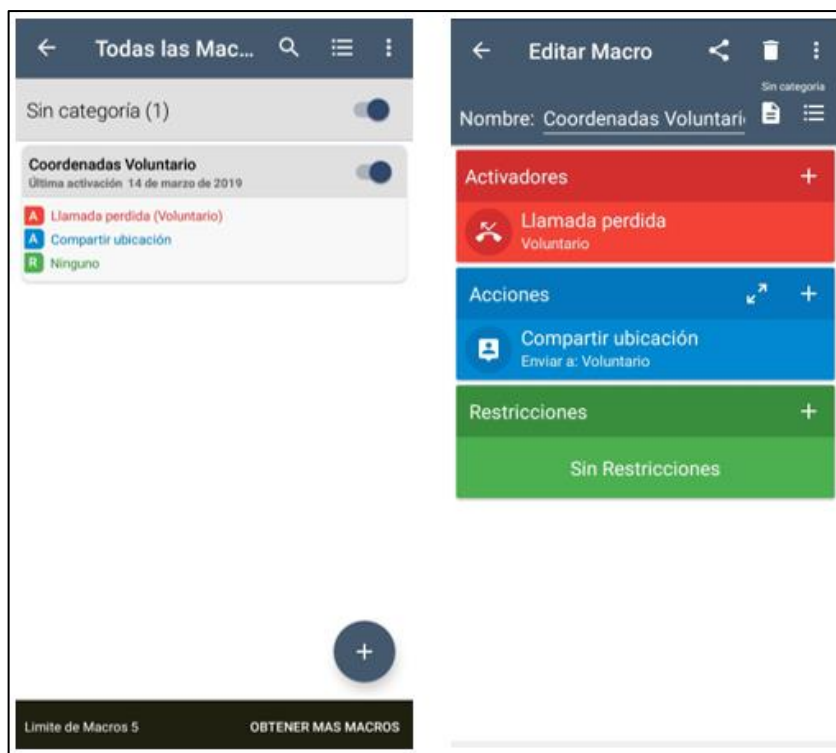 Todas las Mac...
Sin categoría (1)
Coordenadas Voluntario
Última activación 14 de marzo de 2019
A Llamada perdida (Voluntario)
A Compartir ubicación
R Ninguno
+
Limite de Macros 5
OBTENER MAS MACROS
Editar Macro
Sin categoría
Nombre: Coordenadas Voluntari
Activadores +
Llamada perdida
Voluntario
Acciones +
Compartir ubicación
Enviar a: Voluntario
Restricciones +
Sin Restricciones